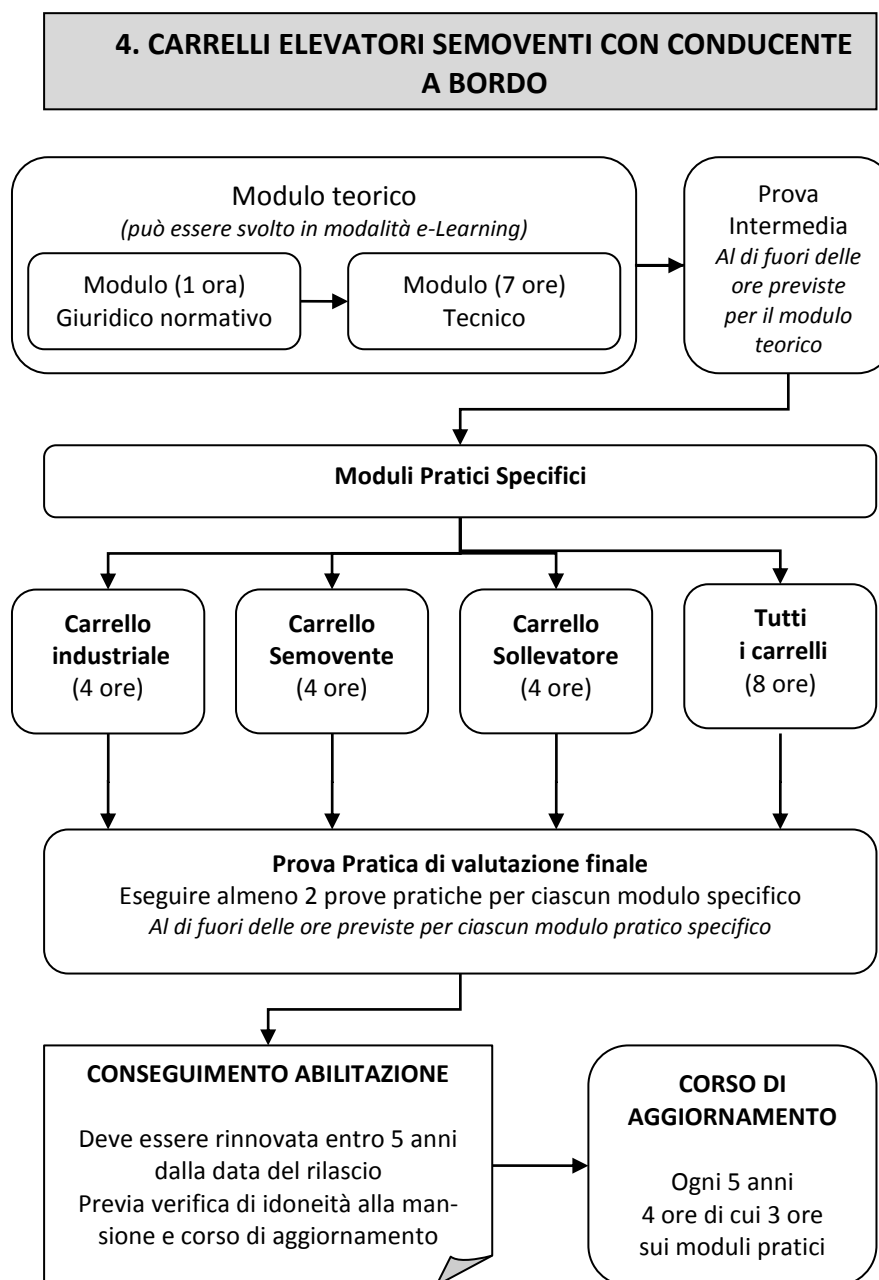 4. CARRELLI ELEVATORI SEMOVENTI CON CONDUCENTE
A BORDO
Modulo teorico
(può essere svolto in modalità e-Learning)
Modulo (1 ora)
Giuridico normativo
Modulo (7 ore)
Tecnico
Prova
Intermedia
Al di fuori delle
ore previste
per il modulo
teorico
Moduli Pratici Specifici
Carrello
industriale
(4 ore)
Carrello
Semovente
(4 ore)
Carrello
Sollevatore
(4 ore)
Tutti
i carrelli
(8 ore)
Prova Pratica di valutazione finale
Eseguire almeno 2 prove pratiche per ciascun modulo specifico
Al di fuori delle ore previste per ciascun modulo pratico specifico
CONSEGUIMENTO ABILITAZIONE
Deve essere rinnovata entro 5 anni
dalla data del rilascio
Previa verifica di idoneità alla man-
sione e corso di aggiornamento
CORSO DI
AGGIORNAMENTO
Ogni 5 anni
4 ore di cui 3 ore
sui moduli pratici